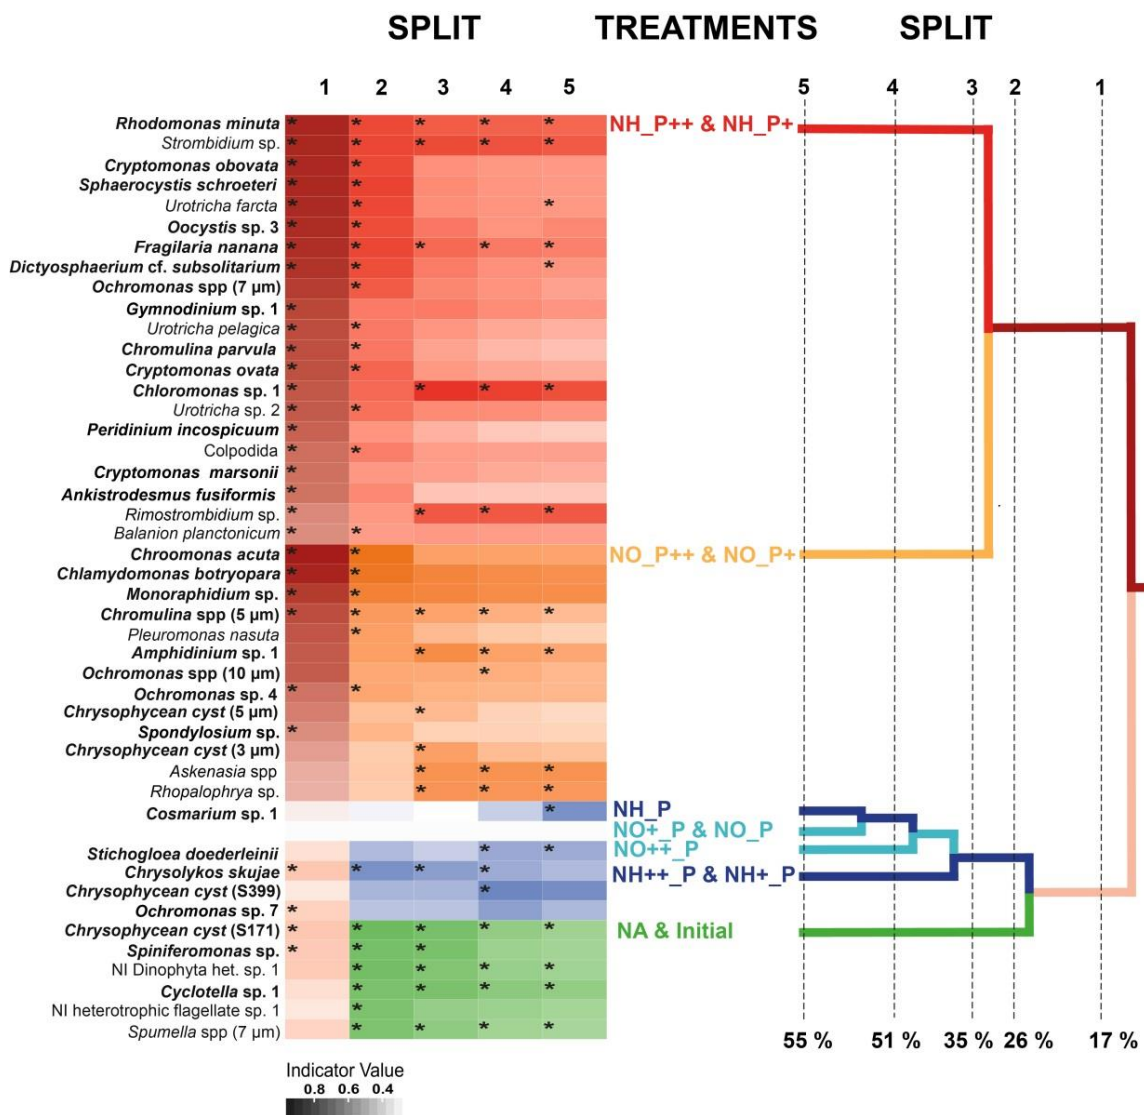 SPLIT TREATMENTS SPLIT
1 2 3 4 5 5 4 3 2 1
Rhodomonas minuta * * * * * NH_P++ & NH_P+
Strombidium sp. * * * * *
Cryptomonas obovata * *
Sphaerocystis schroeteri * *
Urotricha farcta * * *
Oocystis sp. 3 * *
Fragilaria nanana * * * * *
Dictyosphaerium cf. subsolitarium * * *
Ochromonas spp (7 µm) *
Gymnodinium sp. 1 *
Urotricha pelagica * *
Chromulina parvula * *
Cryptomonas ovata * *
Chloromonas sp. 1 * * * *
Urotricha sp. 2 * *
Peridinium incospicuum *
Colpodida * *
Cryptomonas marsonii *
Ankistrodesmus fusiformis *
Rimostrombidium sp. * * * *
Balanion planctonicum * *
Chroomonas acuta * * NO_P++ & NO_P+
Chlamydomonas botryopara * *
Monoraphidium sp. * *
Chromulina spp (5 µm) * * * * *
Pleuromonas nasuta *
Amphidinium sp. 1 * * *
Ochromonas spp (10 µm) *
Ochromonas sp. 4 * *
Chrysophycean cyst (5 µm) *
Spondylosium sp. *
Chrysophycean cyst (3 µm) *
Askenasia spp * * *
Rhopalophrya sp. * * *
Cosmarium sp. 1 * NH_P
NO+_P & NO_P
Stichogloea doederleinii * * NO++_P
Chrysolykos skujae * * * * NH++_P & NH+_P
Chrysophycean cyst (S399) *
Ochromonas sp. 7 *
Chrysophycean cyst (S171) * * * * * NA & Initial
Spiniferomonas sp. * * *
NI Dinophyta het. sp. 1 * * * *
Cyclotella sp. 1 * * * *
NI heterotrophic flagellate sp. 1 *
Spumella spp (7 µm) * * * *
55 % 51 % 35 % 26 % 17 %
Indicator Value
0.8 0.6 0.4